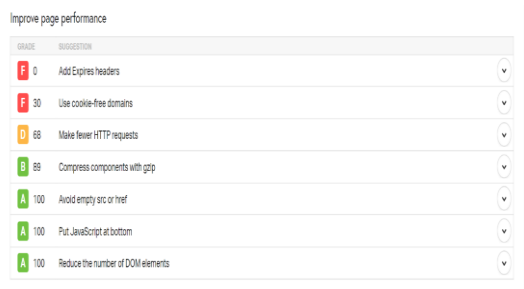 Improve page performance
GRADE SUGGESTION
F 0 Add Expires headers
F 30 Use cookie-free domains
D 68 Make fewer HTTP requests
B 89 Compress components with gzip
A 100 Avoid empty src or href
A 100 Put JavaScript at bottom
A 100 Reduce the number of DOM elements